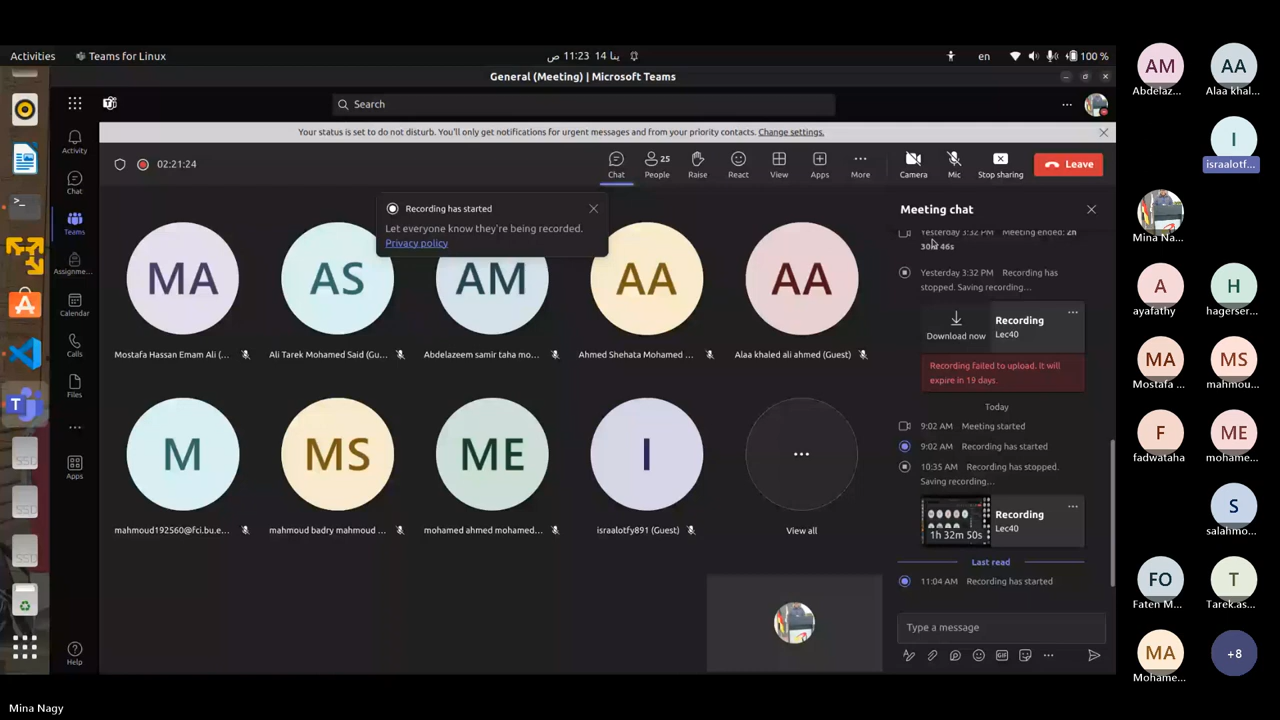 Activities
Teams for Linux
ص 11:23 14 ينا
en
100 %
General (Meeting) | Microsoft Teams
Search
Your status is set to do not disturb. You'll only get notifications for urgent messages and from your priority contacts. Change settings.
02:21:24
Chat
25
People
Raise
React
View
Apps
More
Camera
Mic
Stop sharing
Leave
Activity
Chat
Teams
Assignme...
Calendar
Calls
Files
Apps
Help
Recording has started
Let everyone know they're being recorded.
Privacy policy
MA
AS
AM
AA
AA
Mostafa Hassan Emam Ali (...
Ali Tarek Mohamed Said (Gu...
Abdelazeem samir taha mo...
Ahmed Shehata Mohamed ...
Alaa khaled ali ahmed (Guest)
M
MS
ME
I
...
mahmoud192560@fci.bu.e...
mahmoud badry mahmoud ...
mohamed ahmed mohamed...
israalotfy891 (Guest)
View all
Meeting chat
Yesterday 3:32 PM Meeting ended: 2h
30m 46s
Yesterday 3:32 PM Recording has
stopped. Saving recording...
Download now
Recording
Lec40
Recording failed to upload. It will
expire in 19 days.
Today
9:02 AM Meeting started
9:02 AM Recording has started
10:35 AM Recording has stopped.
Saving recording...
1h 32m 50s
Recording
Lec40
Last read
11:04 AM Recording has started
Type a message
GIF
SSD
SSD
SSD
AM
Abdelaz...
AA
Alaa khal...
I
israalotf...
Mina Na...
A
ayafathy
H
hagerser...
MA
Mostafa ...
MS
mahmou...
F
fadwataha
ME
mohame...
S
salahmo...
FO
Faten M...
T
Tarek.as...
MA
Mohame...
+8
Mina Nagy